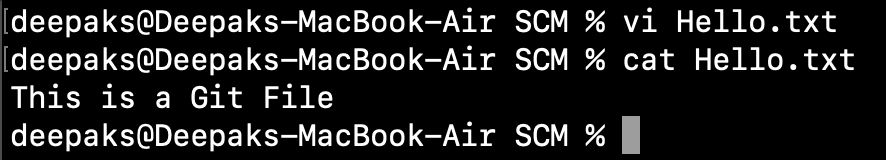 deepaks@Deepaks-MacBook-Air SCM % vi Hello.txt
deepaks@Deepaks-MacBook-Air SCM % cat Hello.txt
This is a Git File
deepaks@Deepaks-MacBook-Air SCM %